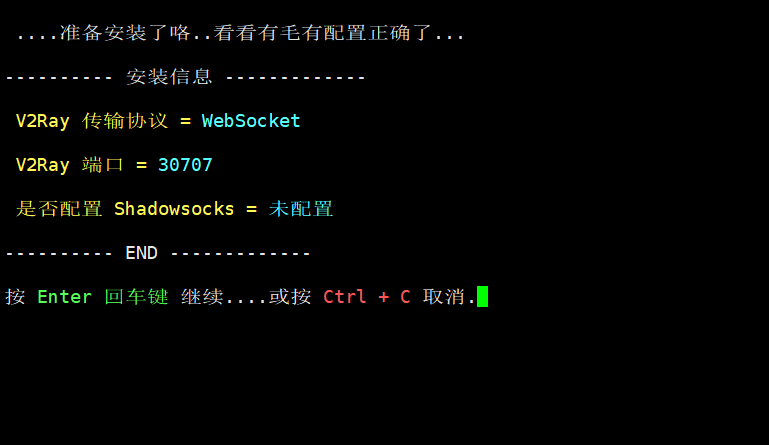 ....准备安装了咯..看看有毛有配置正确了...
---------- 安装信息 -------------
V2Ray 传输协议 = WebSocket
V2Ray 端口 = 30707
是否配置 Shadowsocks = 未配置
---------- END -------------
按 Enter 回车键 继续....或按 Ctrl + C 取消.